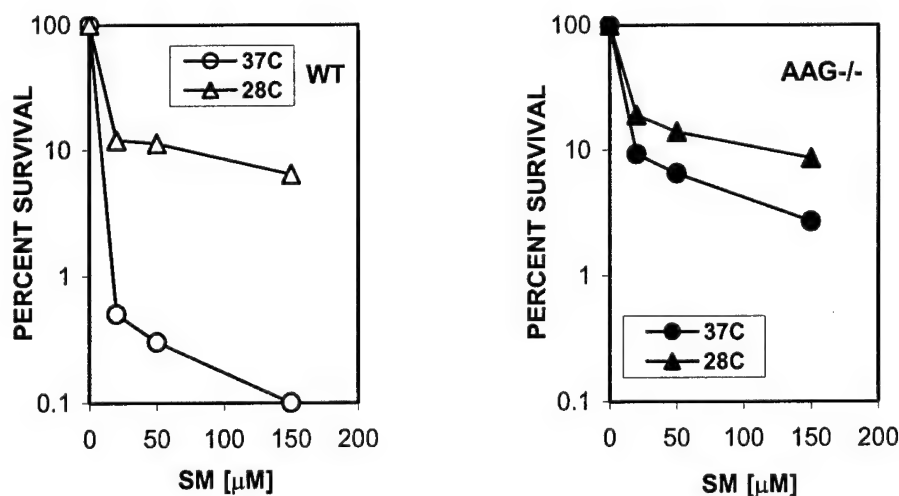 PERCENT SURVIVAL
100
10
1
0.1
37C
28C
WT
0 50 100 150 200
SM [μM]
PERCENT SURVIVAL
100
10
1
0.1
AAG-/-
37C
28C
0 50 100 150 200
SM [μM]